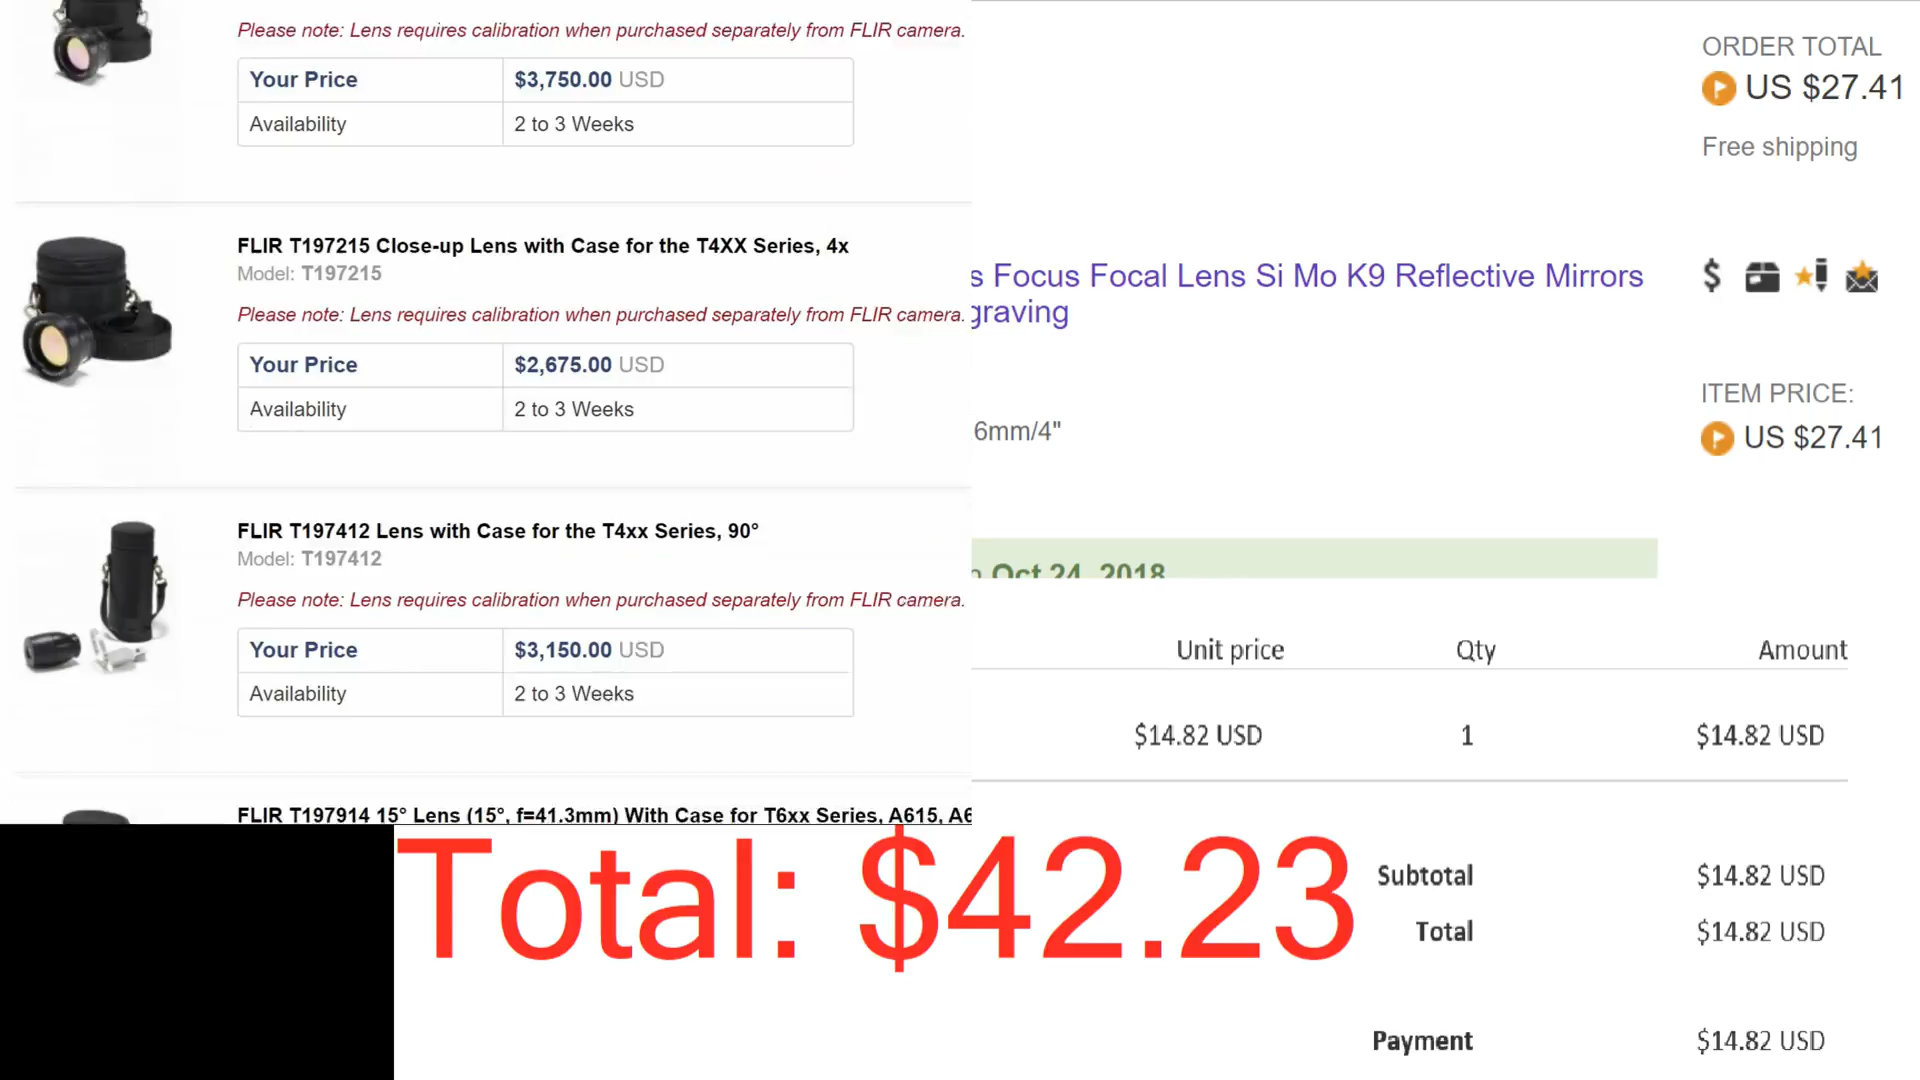 Please note: Lens requires calibration when purchased separately from FLIR camera.
Your Price $3,750.00 USD
Availability 2 to 3 Weeks
FLIR T197215 Close-up Lens with Case for the T4XX Series, 4x
Model: T197215
Please note: Lens requires calibration when purchased separately from FLIR camera.
Your Price $2,675.00 USD
Availability 2 to 3 Weeks
FLIR T197412 Lens with Case for the T4xx Series, 90°
Model: T197412
Please note: Lens requires calibration when purchased separately from FLIR camera.
Your Price $3,150.00 USD
Availability 2 to 3 Weeks
FLIR T197914 15° Lens (15°, f=41.3mm) With Case for T6xx Series, A615, A6
ORDER TOTAL
US $27.41
Free shipping
s Focus Focal Lens Si Mo K9 Reflective Mirrors
graving
6mm/4"
ITEM PRICE:
US $27.41
Oct 24, 2018
Unit price Qty Amount
$14.82 USD 1 $14.82 USD
Subtotal $14.82 USD
Total $14.82 USD
Payment $14.82 USD
Total: $42.23